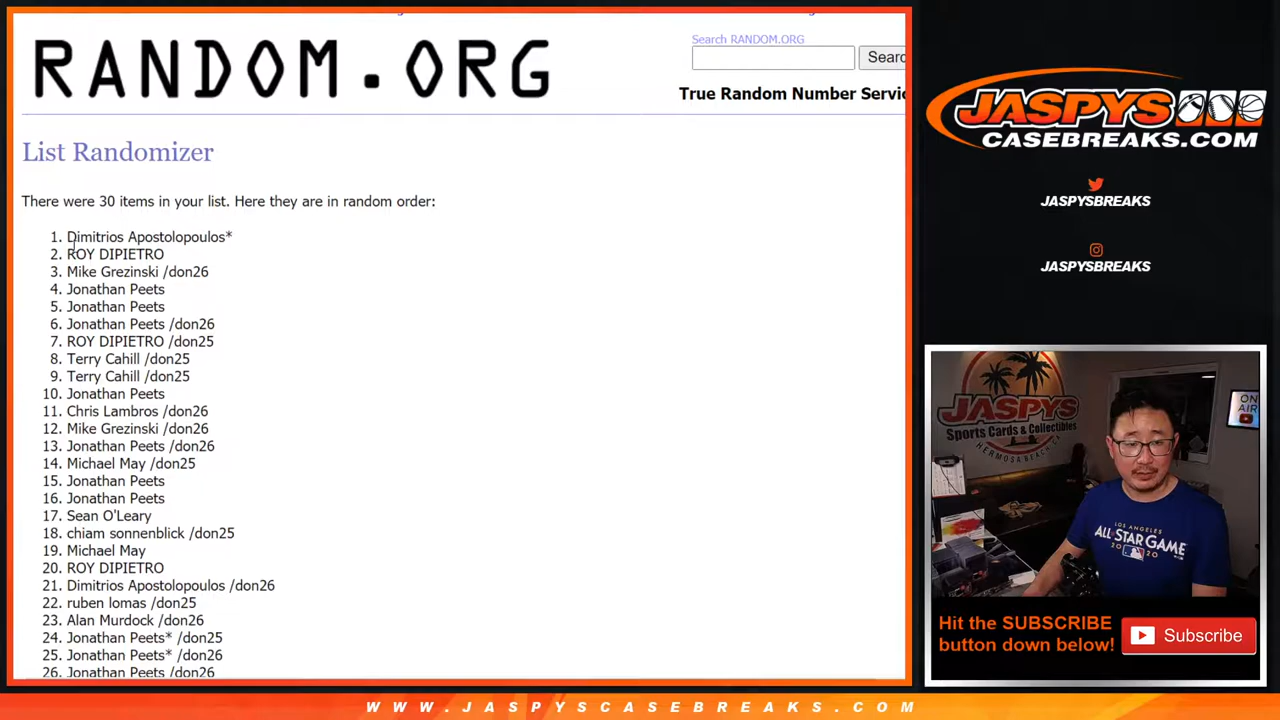 RANDOM.ORG
Search RANDOM.ORG
Searc
True Random Number Servic
List Randomizer
There were 30 items in your list. Here they are in random order:
1. Dimitrios Apostolopoulos*
2. ROY DIPIETRO
3. Mike Grezinski /don26
4. Jonathan Peets
5. Jonathan Peets
6. Jonathan Peets /don26
7. ROY DIPIETRO /don25
8. Terry Cahill /don25
9. Terry Cahill /don25
10. Jonathan Peets
11. Chris Lambros /don26
12. Mike Grezinski /don26
13. Jonathan Peets /don26
14. Michael May /don25
15. Jonathan Peets
16. Jonathan Peets
17. Sean O'Leary
18. chiam sonnenblick /don25
19. Michael May
20. ROY DIPIETRO
21. Dimitrios Apostolopoulos /don26
22. ruben lomas /don25
23. Alan Murdock /don26
24. Jonathan Peets* /don25
25. Jonathan Peets* /don26
26. Jonathan Peets /don26
JASPYS
CASEBREAKS.COM
JASPYSBREAKS
JASPYSBREAKS
JASPYS
Sports Cards & Collectibles
HERMOSA BEACH, CA
ON
AIR
LOS ANGELES
ALL STAR GAME
2020
Hit the SUBSCRIBE
button down below!
Subscribe
WWW.JASPYSCASEBREAKS.COM